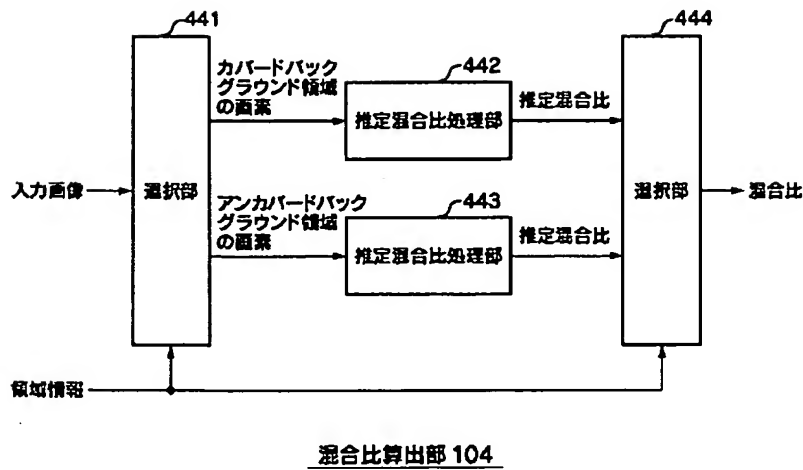 441
444
カバードバック
グラウンド領域
の画素
442
推定混合比処理部
推定混合比
入力画像
選択部
選択部
混合比
アンカバードバック
グラウンド領域
の画素
443
推定混合比処理部
推定混合比
領域情報
混合比算出部 104